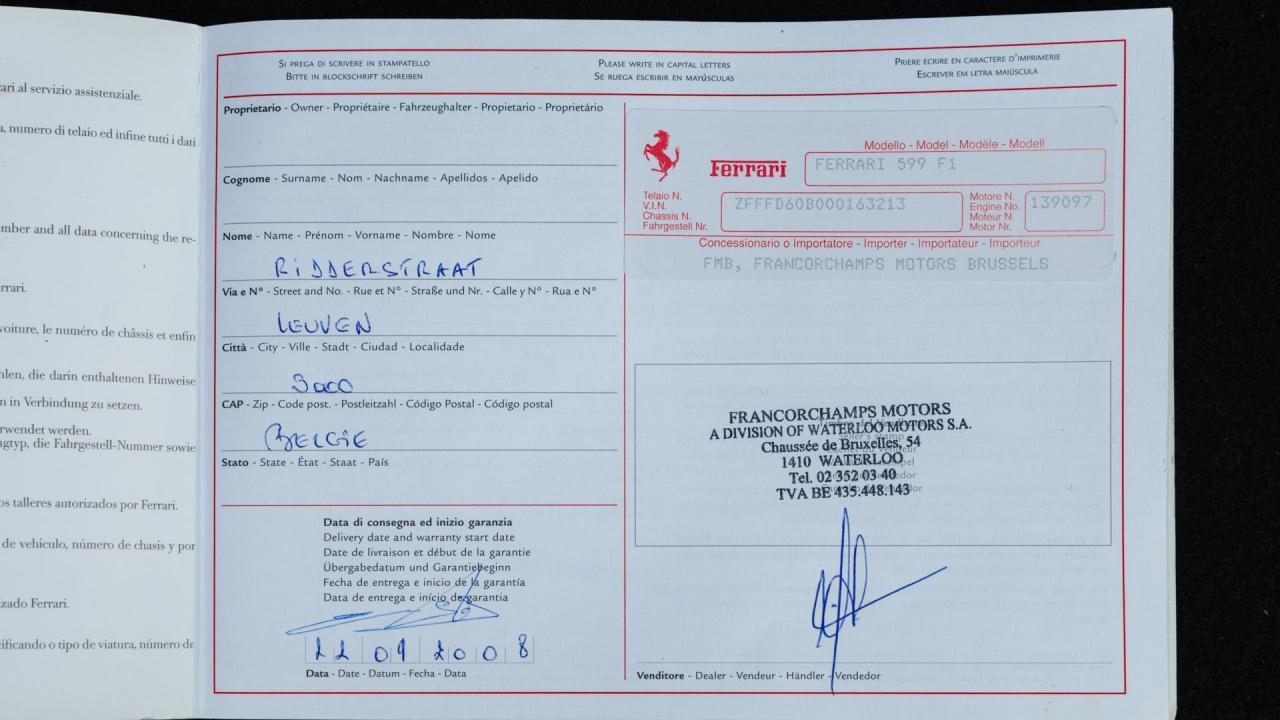 ari al servizio assistenziale.
a, numero di telaio ed infine tutti i dati
mber and all data concerning the re-
rrari.
voiture, le numéro de châssis et enfin
hlen, die darin enthaltenen Hinweise
n in Verbindung zu setzen.
rwendet werden.
gtyp, die Fahrgestell-Nummer sowie
os talleres autorizados por Ferrari.
de vehículo, número de chasis y por
zado Ferrari.
ificando o tipo de viatura, número de
Si prega di scrivere in stampatello
Bitte in Blockschrift schreiben
Please write in capital letters
Se ruega escribir en mayúsculas
Priere ecrire en caractere d'imprimerie
Escrever em letra maiúscula
Proprietario - Owner - Propriétaire - Fahrzeughalter - Propietario - Proprietário
Cognome - Surname - Nom - Nachname - Apellidos - Apelido
Nome - Name - Prénom - Vorname - Nombre - Nome
RIDDERSTRAAT
Via e N° - Street and No. - Rue et N° - Straße und Nr. - Calle y N° - Rua e N°
LEUVEN
Città - City - Ville - Stadt - Ciudad - Localidade
3000
CAP - Zip - Code post. - Postleitzahl - Código Postal - Código postal
BELGIE
Stato - State - État - Staat - País
Data di consegna ed inizio garanzia
Delivery date and warranty start date
Date de livraison et début de la garantie
Übergabedatum und Garantiebeginn
Fecha de entrega e inicio de la garantía
Data de entrega e início de garantia
22 09 2008
Data - Date - Datum - Fecha - Data
Modello - Model - Modèle - Modell
Ferrari
FERRARI 599 F1
Telaio N.
V.I.N.
Chassis N.
Fahrgestell Nr.
ZFFFD60B000163213
Motore N.
Engine No.
Moteur N.
Motor Nr.
139097
Concessionario o Importatore - Importer - Importateur - Importeur
FMB, FRANCORCHAMPS MOTORS BRUSSELS
FRANCORCHAMPS MOTORS
A DIVISION OF WATERLOO MOTORS S.A.
Chaussée de Bruxelles, 54
1410 WATERLOO
Tel. 02 352 03 40
TVA BE 435.448.143
Venditore - Dealer - Vendeur - Händler - Vendedor